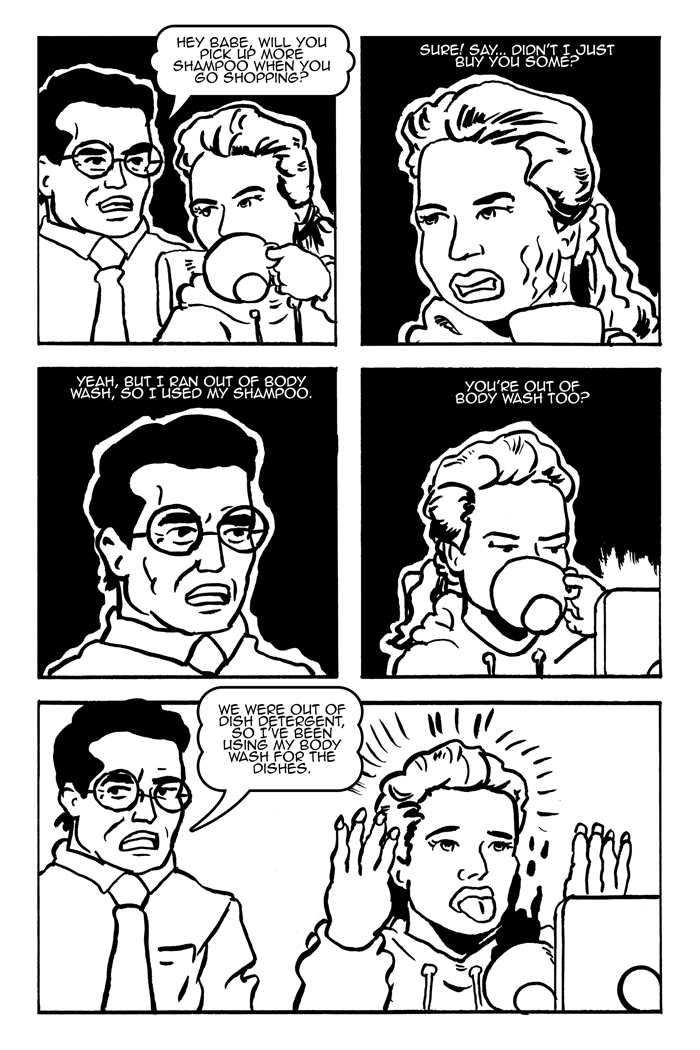 HEY BABE, WILL YOU
PICK UP MORE
SHAMPOO WHEN YOU
GO SHOPPING?
SURE! SAY... DIDN'T I JUST
BUY YOU SOME?
YEAH, BUT I RAN OUT OF BODY
WASH, SO I USED MY SHAMPOO.
YOU'RE OUT OF
BODY WASH TOO?
WE WERE OUT OF
DISH DETERGENT,
SO I'VE BEEN
USING MY BODY
WASH FOR THE
DISHES.